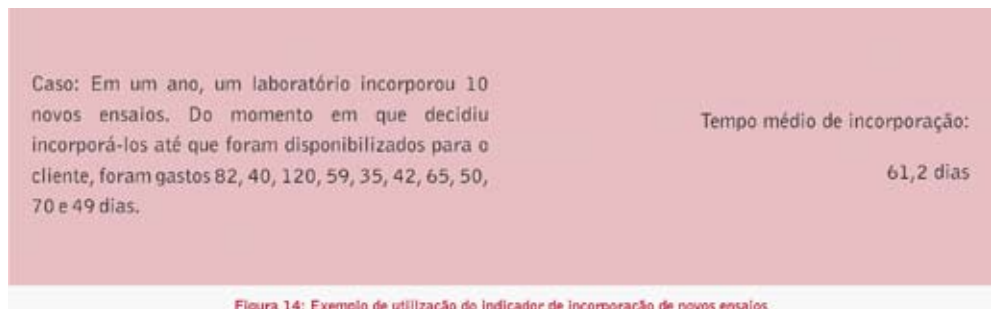 Caso: Em um ano, um laboratório incorporou 10
novos ensaios. Do momento em que decidiu
incorporá-los até que foram disponibilizados para o
cliente, foram gastos 82, 40, 120, 59, 35, 42, 65, 50,
70 e 49 dias.
Tempo médio de incorporação:
61,2 dias
Figura 14: Exemplo de utilização do indicador de incorporação de novos ensaios